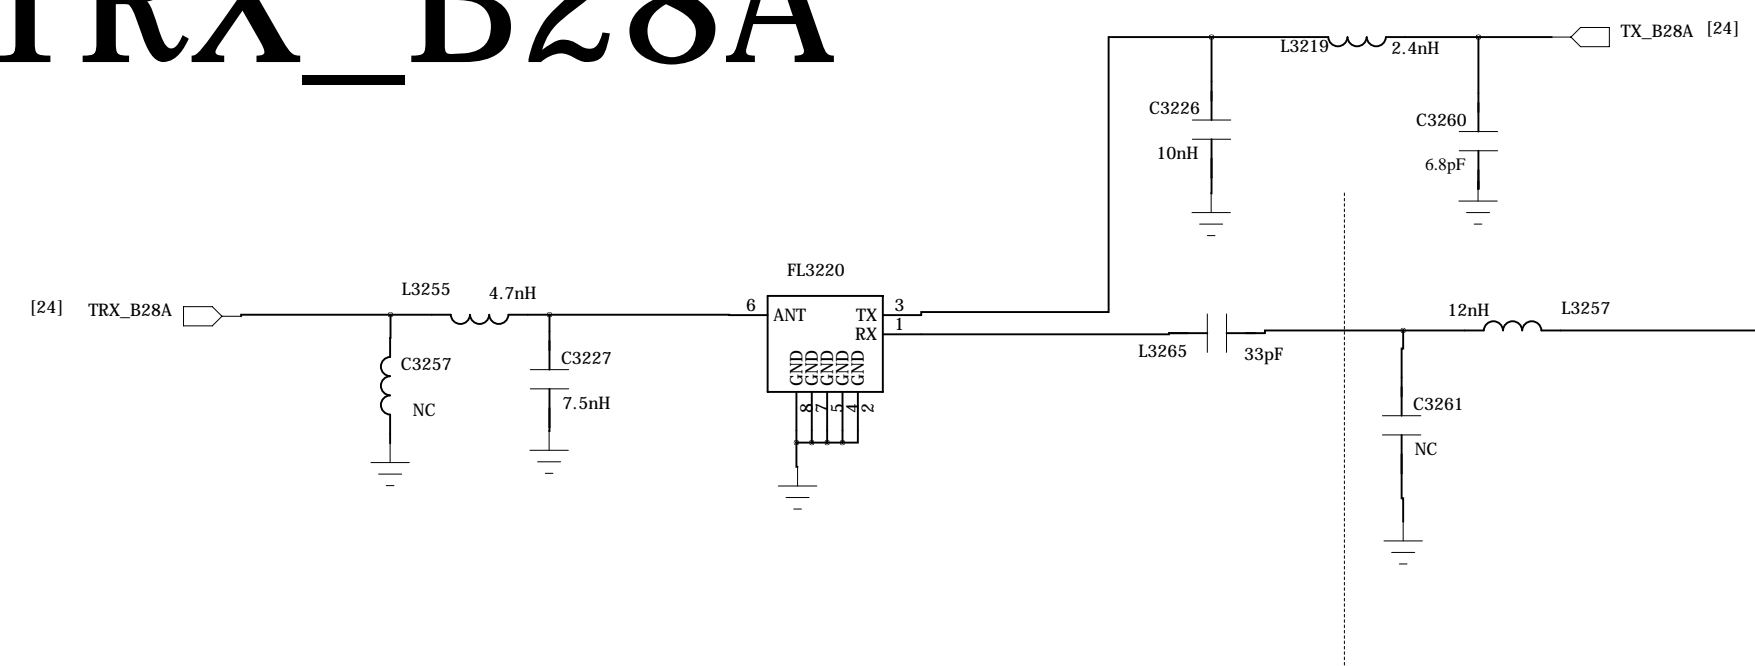 TRX_B28A
TX_B28A [24]
L3219 2.4nH
C3226
10nH
C3260
6.8pF
FL3220
[24] TRX_B28A
L3255 4.7nH
6 ANT
TX 3
RX 1
GND GND GND GND GND
8 7 5 4 2
C3257
NC
C3227
7.5nH
L3265 33pF
12nH L3257
C3261
NC